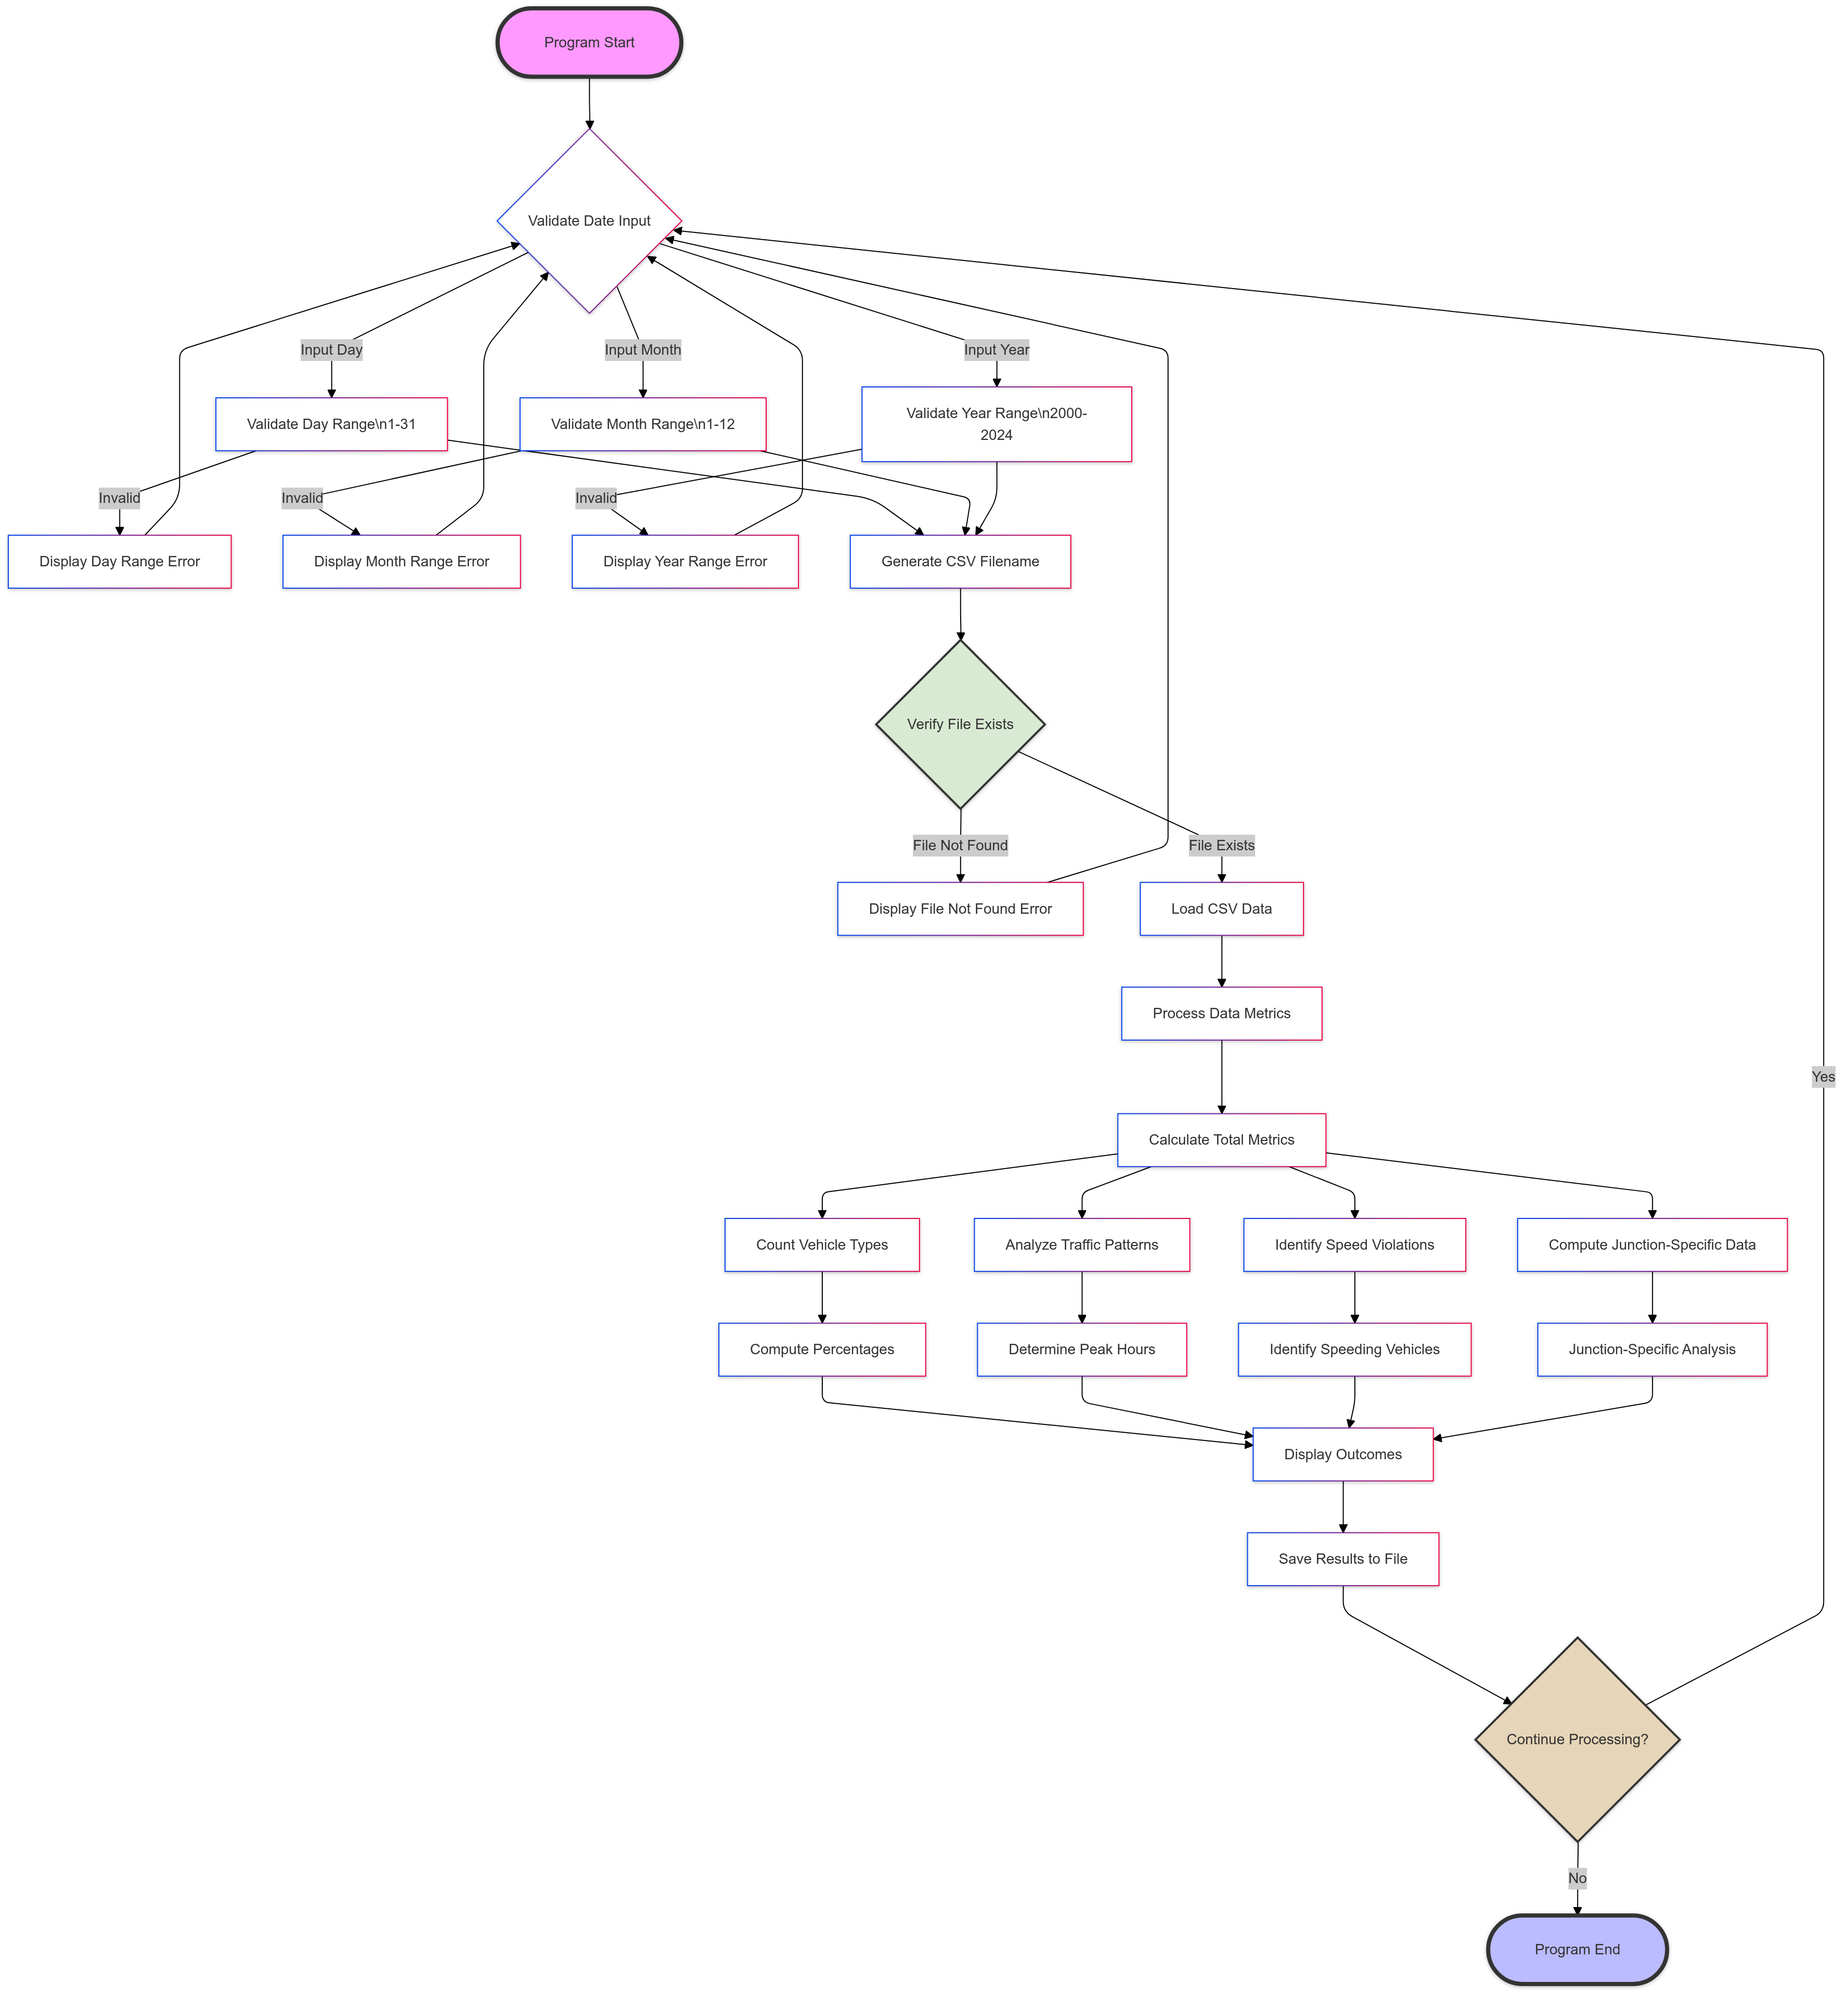 Program Start
Validate Date Input
Input Day
Input Month
Input Year
Validate Day Range\n1-31
Validate Month Range\n1-12
Validate Year Range\n2000-
2024
Invalid
Invalid
Invalid
Display Day Range Error
Display Month Range Error
Display Year Range Error
Generate CSV Filename
Verify File Exists
File Not Found
File Exists
Display File Not Found Error
Load CSV Data
Process Data Metrics
Yes
Calculate Total Metrics
Count Vehicle Types
Analyze Traffic Patterns
Identify Speed Violations
Compute Junction-Specific Data
Compute Percentages
Determine Peak Hours
Identify Speeding Vehicles
Junction-Specific Analysis
Display Outcomes
Save Results to File
Continue Processing?
No
Program End